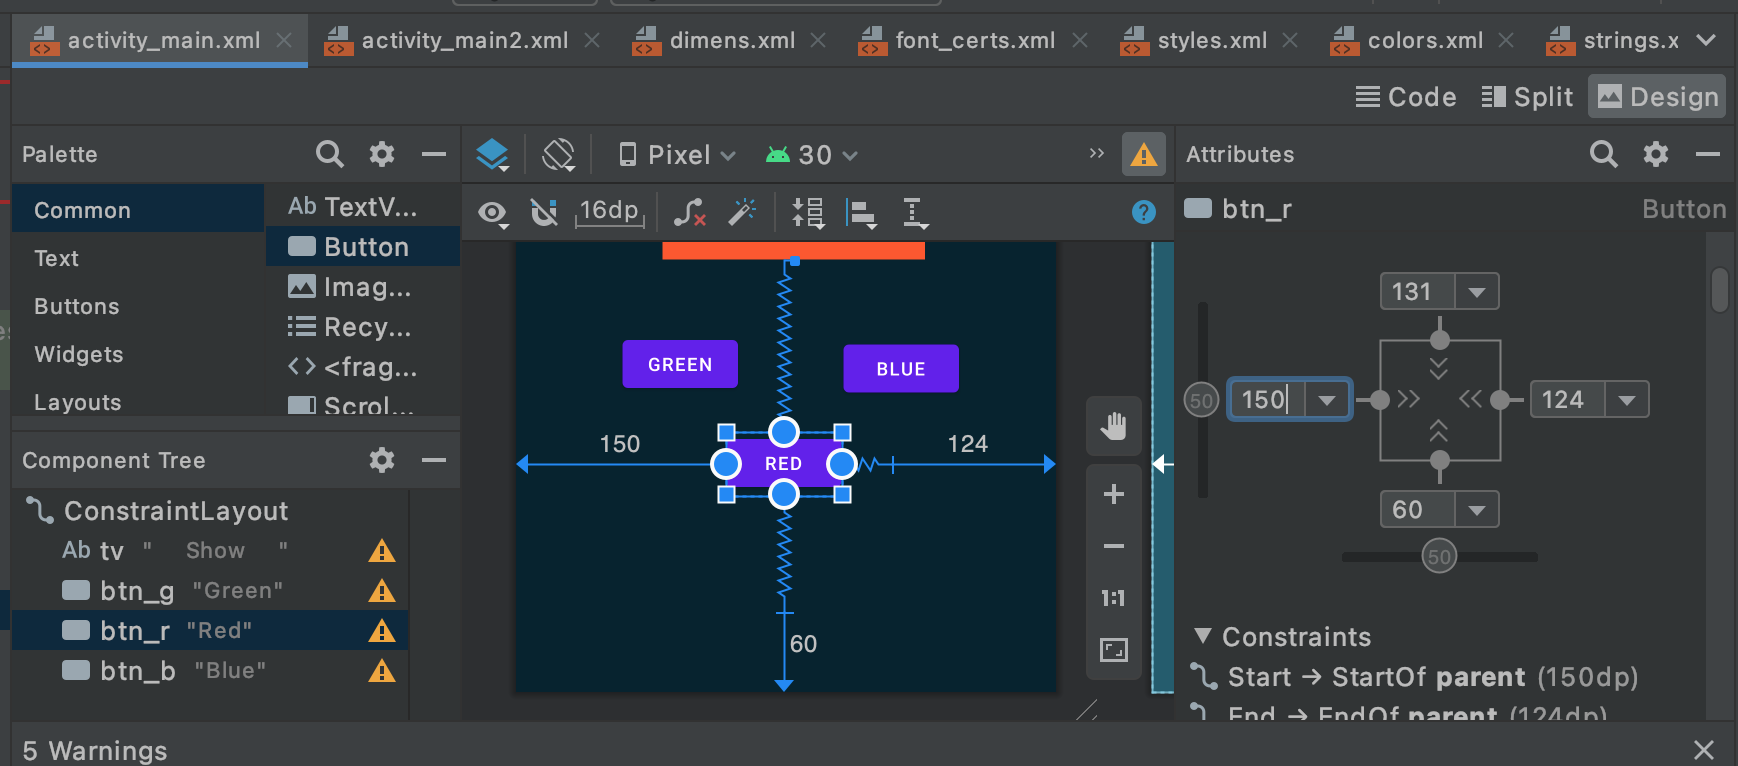 activity_main.xml
activity_main2.xml
dimens.xml
font_certs.xml
styles.xml
colors.xml
strings.x
Code
Split
Design
Palette
Pixel
30
Attributes
Common
Text
Buttons
Widgets
Layouts
Ab TextV...
Button
Imag...
Recy...
<> <frag...
Scrol...
16dp
?
btn_r
Button
GREEN
BLUE
RED
150
124
60
1:1
131
50
150
124
60
50
Component Tree
ConstraintLayout
Ab tv " Show "
btn_g "Green"
btn_r "Red"
btn_b "Blue"
Constraints
Start → StartOf parent (150dp)
End → EndOf parent (124dp)
5 Warnings